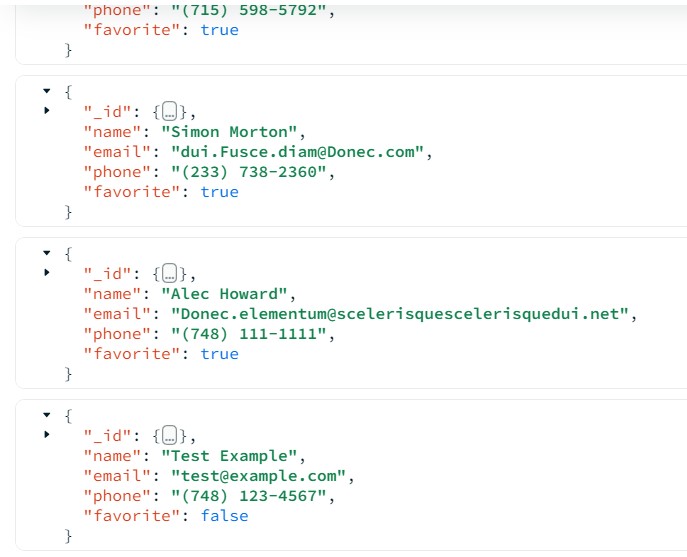 "phone": "(715) 598-5792",
"favorite": true
}
{
"_id": {…},
"name": "Simon Morton",
"email": "dui.Fusce.diam@Donec.com",
"phone": "(233) 738-2360",
"favorite": true
}
{
"_id": {…},
"name": "Alec Howard",
"email": "Donec.elementum@scelerisquescelerisquedui.net",
"phone": "(748) 111-1111",
"favorite": true
}
{
"_id": {…},
"name": "Test Example",
"email": "test@example.com",
"phone": "(748) 123-4567",
"favorite": false
}